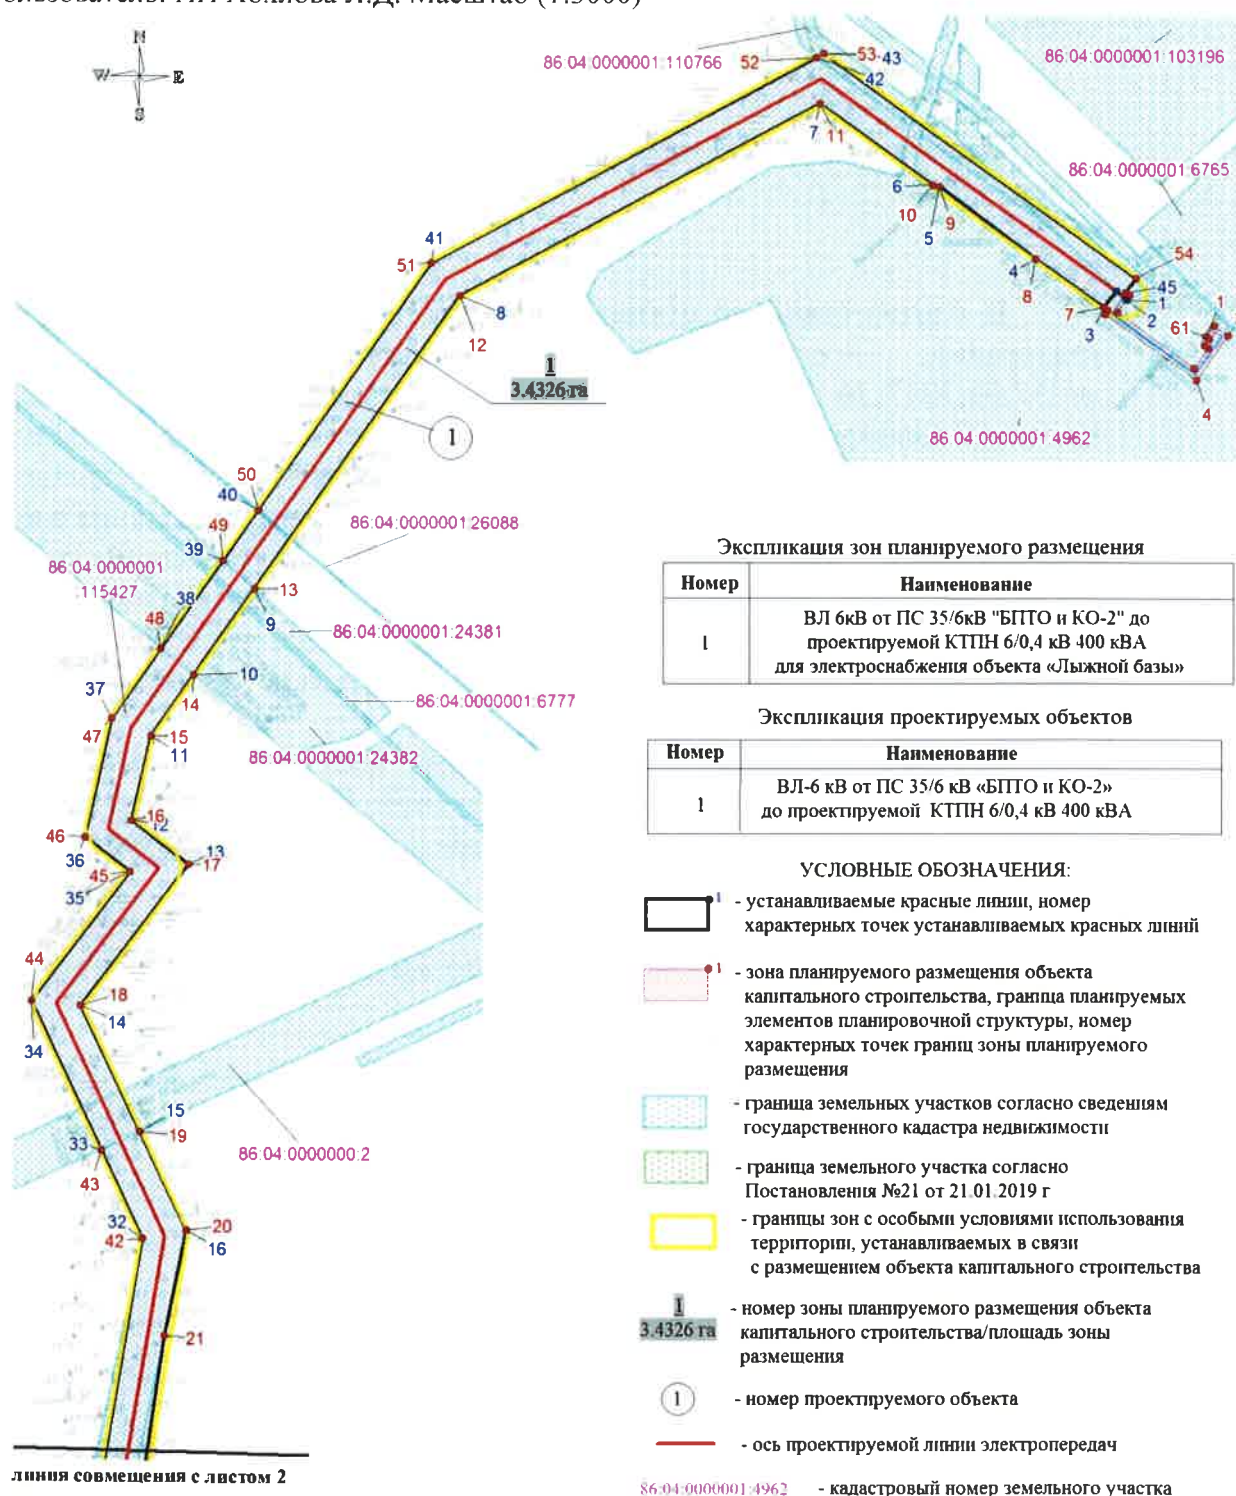 Масштаб (1:5000)
N
W
E
S
86:04:0000001:110766
52
53
43
42
86:04:0000001:103196
7
11
86:04:0000001:6765
6
10
5
9
41
51
4
8
54
45
1
2
7
3
1
61
4
8
12
1
3.4326 га
1
86:04:0000001:4962
50
40
49
39
86:04:0000001:26088
86:04:0000001
:115427
38
48
13
9
86:04:0000001:24381
10
14
37
47
86:04:0000001:6777
15
11
86:04:0000001:24382
16
12
46
36
13
17
45
35
44
18
14
34
15
19
33
43
86:04:0000000:2
32
42
20
16
21
линия совмещения с листом 2
Экспликация зон планируемого размещения
Номер Наименование
1 ВЛ 6кВ от ПС 35/6кВ "БПТО и КО-2" до
проектируемой КТПН 6/0,4 кВ 400 кВА
для электроснабжения объекта «Лыжной базы»
Экспликация проектируемых объектов
Номер Наименование
1 ВЛ-6 кВ от ПС 35/6 кВ «БПТО и КО-2»
до проектируемой КТПН 6/0,4 кВ 400 кВА
УСЛОВНЫЕ ОБОЗНАЧЕНИЯ:
1 - устанавливаемые красные линии, номер
характерных точек устанавливаемых красных линий
1 - зона планируемого размещения объекта
капитального строительства, граница планируемых
элементов планировочной структуры, номер
характерных точек границ зоны планируемого
размещения
- граница земельных участков согласно сведениям
государственного кадастра недвижимости
- граница земельного участка согласно
Постановления №21 от 21.01.2019 г
- границы зон с особыми условиями использования
территории, устанавливаемых в связи
с размещением объекта капитального строительства
1
3.4326 га
- номер зоны планируемого размещения объекта
капитального строительства/площадь зоны
размещения
1 - номер проектируемого объекта
- ось проектируемой линии электропередач
86:04:0000001:4962 - кадастровый номер земельного участка